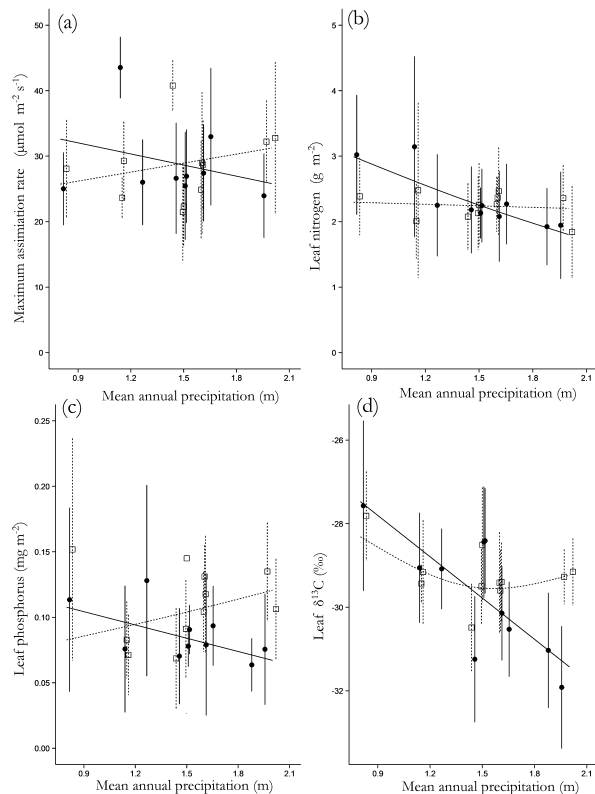 (a)
50
40
30
20
10
0
Maximum assimiation rate (μmol m-2 s-1)
0.9 1.2 1.5 1.8 2.1
Mean annual precipitation (m)
(b)
5
4
3
2
1
0
Leaf nitrogen (g m-2)
0.9 1.2 1.5 1.8 2.1
Mean annual precipitation (m)
(c)
0.25
0.20
0.15
0.10
0.05
0.00
Leaf phosphorus (mg m-2)
0.9 1.2 1.5 1.8 2.1
Mean annual precipitation (m)
(d)
-26
-28
-30
-32
Leaf δ13C (‰)
0.9 1.2 1.5 1.8 2.1
Mean annual precipitation (m)